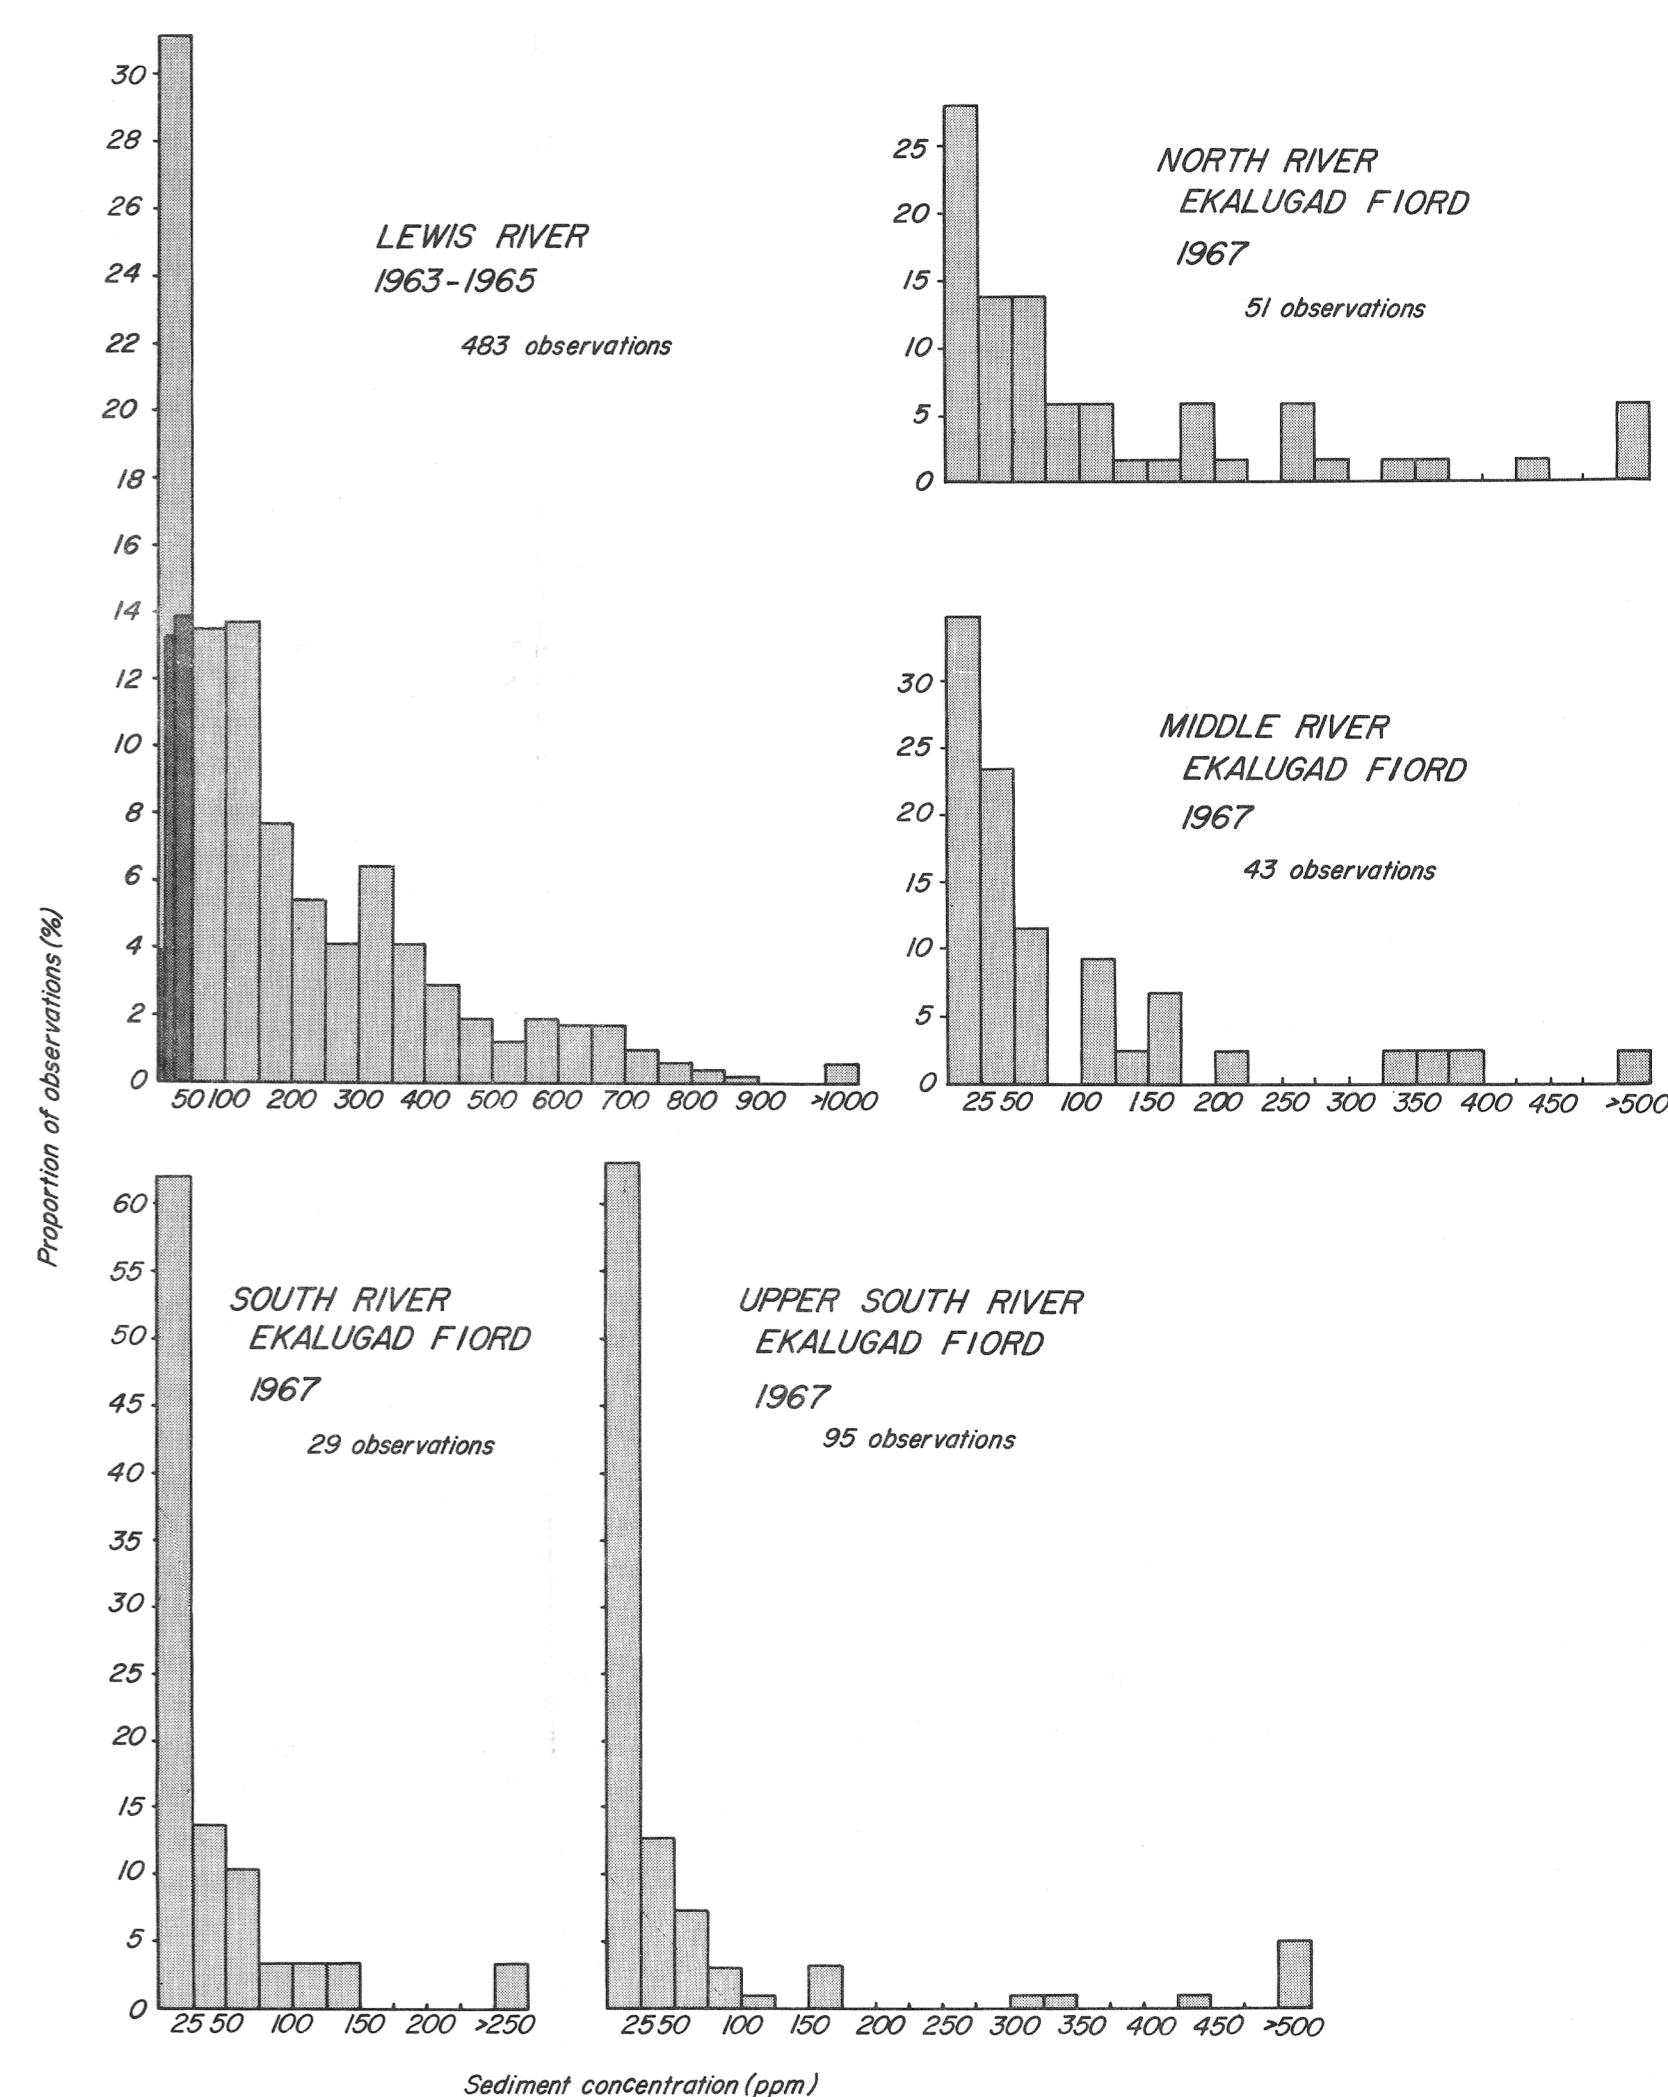 30
28
26
24
22
20
18
16
14
12
10
8
6
4
2
0
LEWIS RIVER
1963-1965
483 observations
50 100 200 300 400 500 600 700 800 900 >1000
25
20
15
10
5
0
NORTH RIVER
EKALUGAD FIORD
1967
51 observations
30
25
20
15
10
5
0
MIDDLE RIVER
EKALUGAD FIORD
1967
43 observations
25 50 100 150 200 250 300 350 400 450 >500
Proportion of observations (%)
60
55
50
45
40
35
30
25
20
15
10
5
0
SOUTH RIVER
EKALUGAD FIORD
1967
29 observations
25 50 100 150 200 >250
UPPER SOUTH RIVER
EKALUGAD FIORD
1967
95 observations
25 50 100 150 200 250 300 350 400 450 >500
Sediment concentration (ppm)